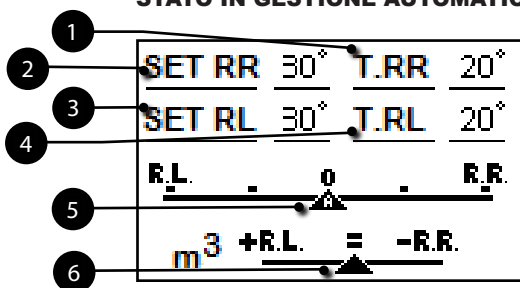 STATO IN GESTIONE AUTOMATIC
1
2
SET RR 30° T.RR 20°
3
SET RL 30° T.RL 20°
4
R.L. 0 R.R.
5
m3 +R.L. = -R.R.
6